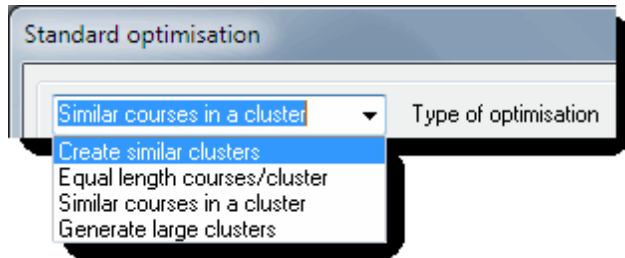 Standard optimisation
Similar courses in a cluster Type of optimisation
Create similar clusters
Equal length courses/cluster
Similar courses in a cluster
Generate large clusters